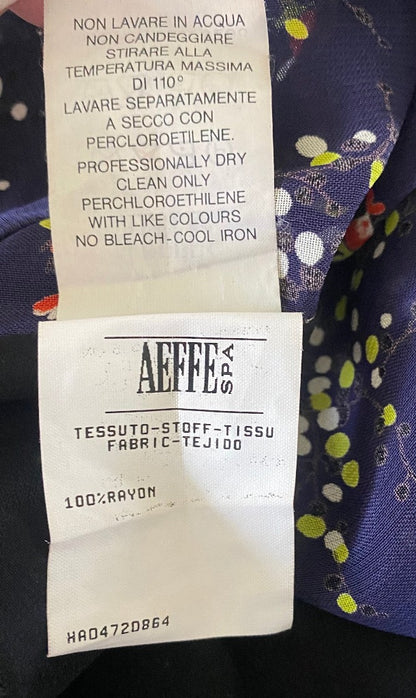 NON LAVARE IN ACQUA
NON CANDEGGIARE
STIRARE ALLA
TEMPERATURA MASSIMA
DI 110°
LAVARE SEPARATAMENTE
A SECCO CON
PERCLOROETILENE.
PROFESSIONALLY DRY
CLEAN ONLY
PERCHLOROETHILENE
WITH LIKE COLOURS
NO BLEACH-COOL IRON
AEFFE SPA
TESSUTO-STOFF-TISSU
FABRIC-TEJIDO
100%RAYON
HA0472D864